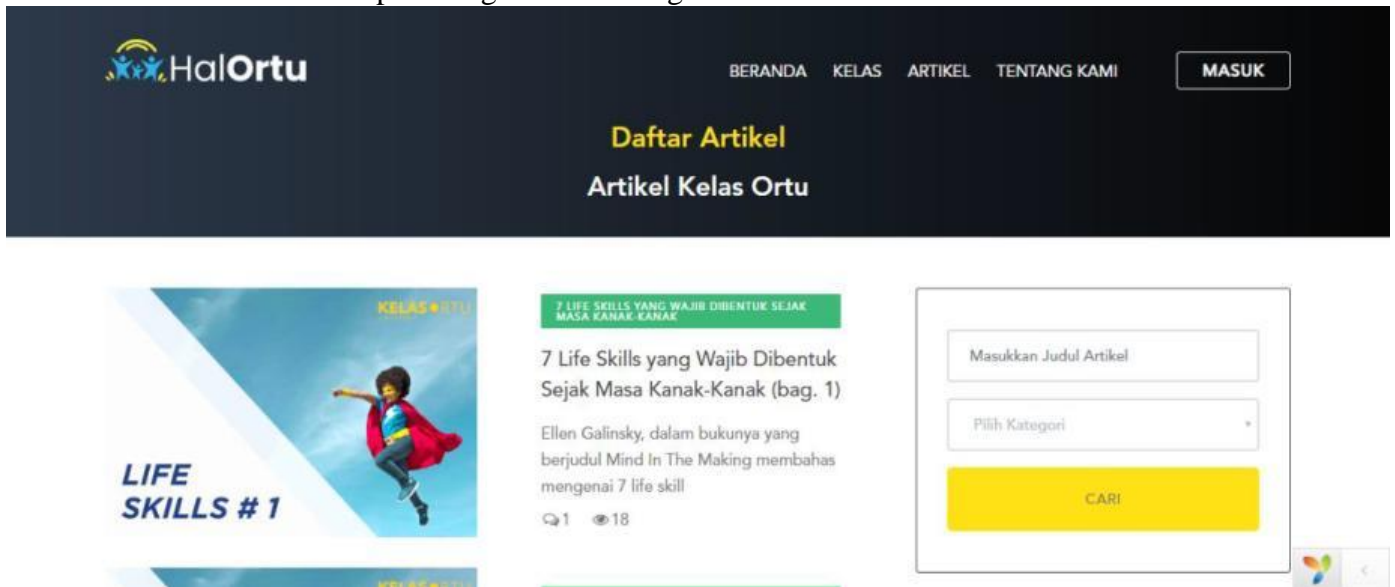 HalOrtu
BERANDA KELAS ARTIKEL TENTANG KAMI MASUK
Daftar Artikel
Artikel Kelas Ortu
KELAS ORTU
LIFE
SKILLS # 1
7 LIFE SKILLS YANG WAJIB DIBENTUK SEJAK
MASA KANAK-KANAK
7 Life Skills yang Wajib Dibentuk
Sejak Masa Kanak-Kanak (bag. 1)
Ellen Galinsky, dalam bukunya yang
berjudul Mind In The Making membahas
mengenai 7 life skill
1 18
Masukkan Judul Artikel
Pilih Kategori
CARI